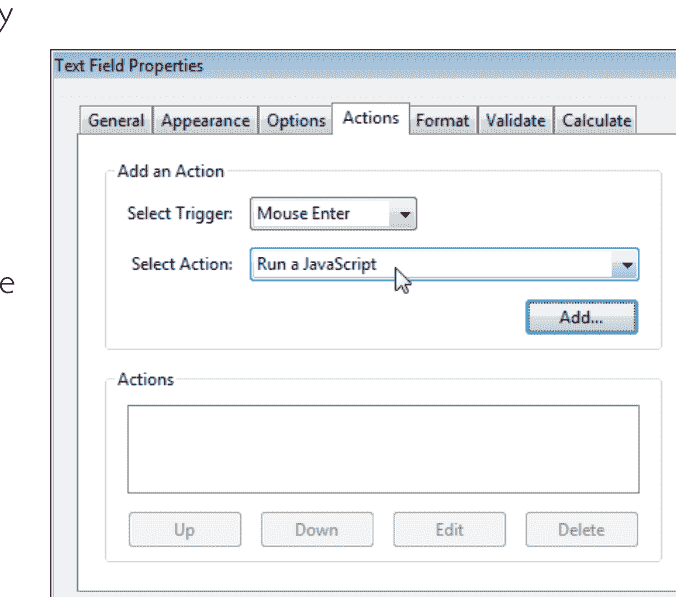 y
Text Field Properties
General Appearance Options Actions Format Validate Calculate
Add an Action
Select Trigger: Mouse Enter
e
Select Action: Run a JavaScript
Add...
Actions
Up Down Edit Delete